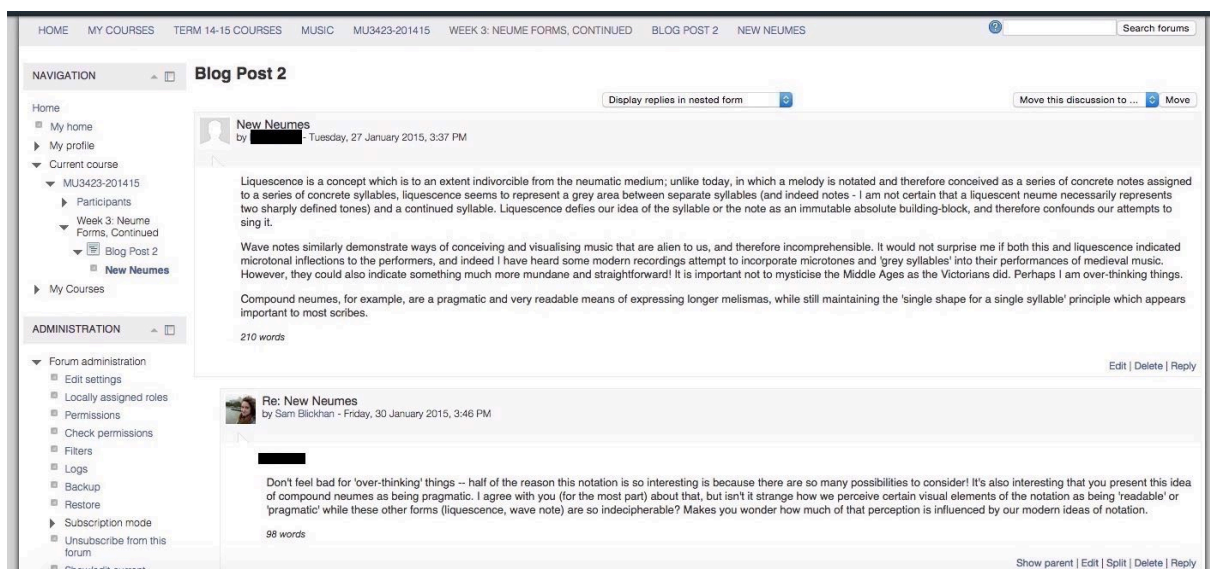 HOME MY COURSES TERM 14-15 COURSES MUSIC MU3423-201415 WEEK 3: NEUME FORMS, CONTINUED BLOG POST 2 NEW NEUMES
Search forums
NAVIGATION
Home
My home
My profile
Current course
MU3423-201415
Participants
Week 3: Neume
Forms, Continued
Blog Post 2
New Neumes
My Courses
ADMINISTRATION
Forum administration
Edit settings
Locally assigned roles
Permissions
Check permissions
Filters
Logs
Backup
Restore
Subscription mode
Unsubscribe from this
forum
Show/edit current
Blog Post 2
Display replies in nested form
Move this discussion to ... Move
New Neumes
by - Tuesday, 27 January 2015, 3:37 PM
Liquescence is a concept which is to an extent indivorcible from the neumatic medium; unlike today, in which a melody is notated and therefore conceived as a series of concrete notes assigned
to a series of concrete syllables, liquescence seems to represent a grey area between separate syllables (and indeed notes - I am not certain that a liquescent neume necessarily represents
two sharply defined tones) and a continued syllable. Liquescence defies our idea of the syllable or the note as an immutable absolute building-block, and therefore confounds our attempts to
sing it.
Wave notes similarly demonstrate ways of conceiving and visualising music that are alien to us, and therefore incomprehensible. It would not surprise me if both this and liquescence indicated
microtonal inflections to the performers, and indeed I have heard some modern recordings attempt to incorporate microtones and 'grey syllables' into their performances of medieval music.
However, they could also indicate something much more mundane and straightforward! It is important not to mysticise the Middle Ages as the Victorians did. Perhaps I am over-thinking things.
Compound neumes, for example, are a pragmatic and very readable means of expressing longer melismas, while still maintaining the 'single shape for a single syllable' principle which appears
important to most scribes.
210 words
Edit | Delete | Reply
Re: New Neumes
by Sam Blickhan - Friday, 30 January 2015, 3:46 PM
Don't feel bad for 'over-thinking' things -- half of the reason this notation is so interesting is because there are so many possibilities to consider! It's also interesting that you present this idea
of compound neumes as being pragmatic. I agree with you (for the most part) about that, but isn't it strange how we perceive certain visual elements of the notation as being 'readable' or
'pragmatic' while these other forms (liquescence, wave note) are so indecipherable? Makes you wonder how much of that perception is influenced by our modern ideas of notation.
98 words
Show parent | Edit | Split | Delete | Reply